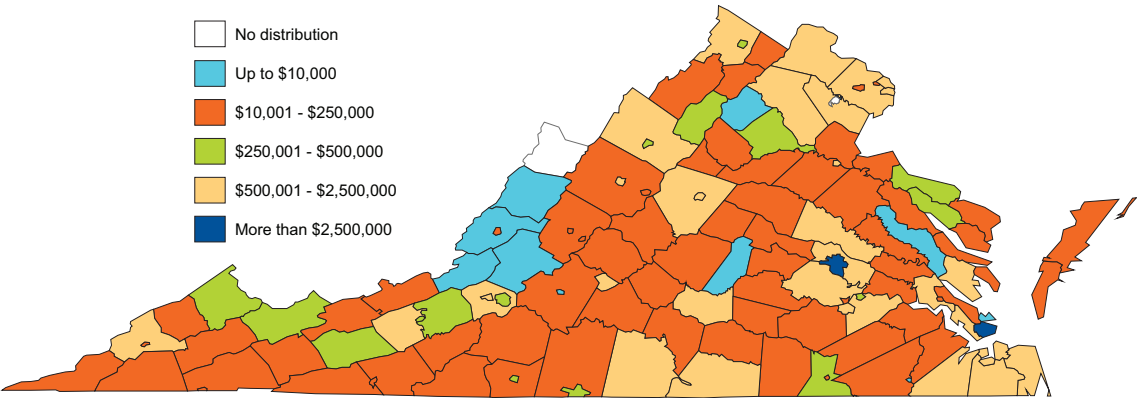 No distribution
Up to $10,000
$10,001 - $250,000
$250,001 - $500,000
$500,001 - $2,500,000
More than $2,500,000